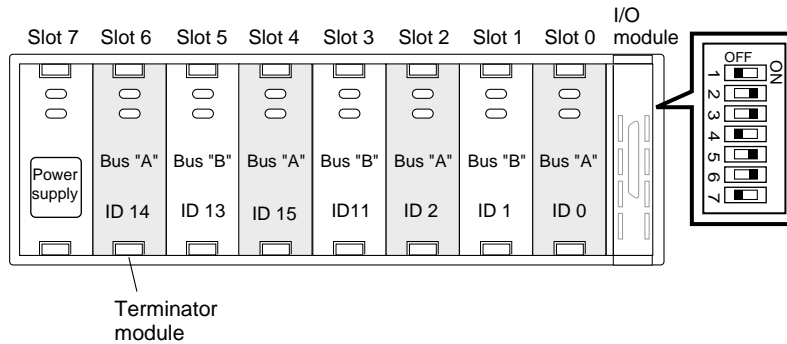 Slot 7 Slot 6 Slot 5 Slot 4 Slot 3 Slot 2 Slot 1 Slot 0 I/O module
OFF
ON
1
2
3
4
5
6
7
Power supply
Bus "A" Bus "B" Bus "A" Bus "B" Bus "A" Bus "B" Bus "A"
ID 14 ID 13 ID 15 ID11 ID 2 ID 1 ID 0
Terminator
module